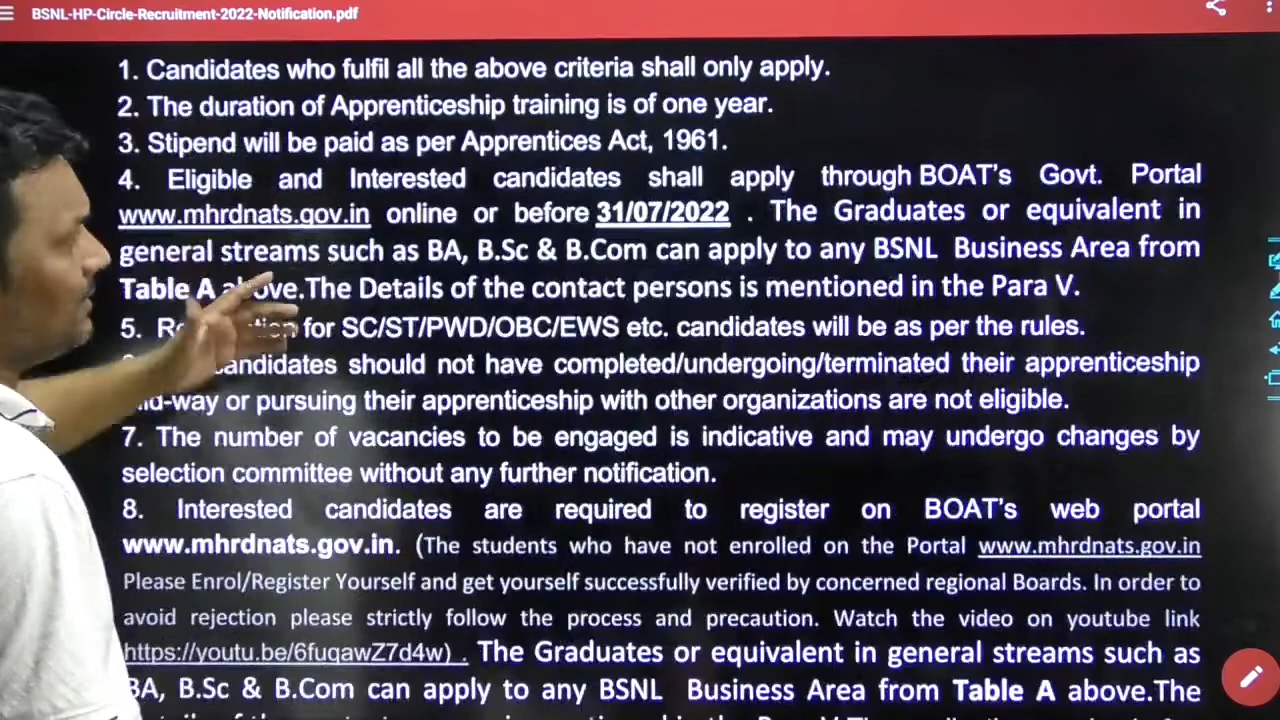 BSNL-HP-Circle-Recruitment-2022-Notification.pdf
1. Candidates who fulfil all the above criteria shall only apply.
2. The duration of Apprenticeship training is of one year.
3. Stipend will be paid as per Apprentices Act, 1961.
4. Eligible and Interested candidates shall apply through BOAT's Govt. Portal
www.mhrdnats.gov.in online or before 31/07/2022 . The Graduates or equivalent in
general streams such as BA, B.Sc & B.Com can apply to any BSNL Business Area from
Table A above.The Details of the contact persons is mentioned in the Para V.
5. for SC/ST/PWD/OBC/EWS etc. candidates will be as per the rules.
candidates should not have completed/undergoing/terminated their apprenticeship
or pursuing their apprenticeship with other organizations are not eligible.
7. The number of vacancies to be engaged is indicative and may undergo changes by
selection committee without any further notification.
8. Interested candidates are required to register on BOAT's web portal
www.mhrdnats.gov.in. (The students who have not enrolled on the Portal www.mhrdnats.gov.in
Please Enrol/Register Yourself and get yourself successfully verified by concerned regional Boards. In order to
avoid rejection please strictly follow the process and precaution. Watch the video on youtube link
https://youtu.be/6fuqawZ7d4w) . The Graduates or equivalent in general streams such as
BA, B.Sc & B.Com can apply to any BSNL Business Area from Table A above.The